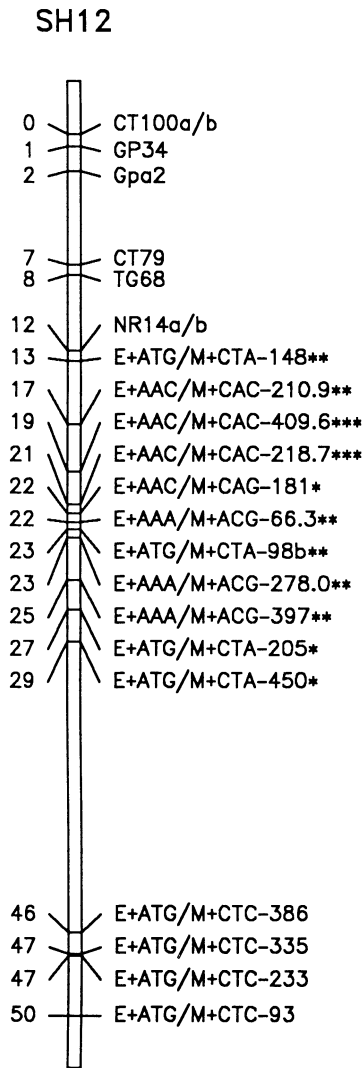 SH12
0 CT100a/b
1 GP34
2 Gpa2
7 CT79
8 TG68
12 NR14a/b
13 E+ATG/M+CTA-148**
17 E+AAC/M+CAC-210.9**
19 E+AAC/M+CAC-409.6***
21 E+AAC/M+CAC-218.7***
22 E+AAC/M+CAG-181*
22 E+AAA/M+ACG-66.3**
23 E+ATG/M+CTA-98b**
23 E+AAA/M+ACG-278.0**
25 E+AAA/M+ACG-397**
27 E+ATG/M+CTA-205*
29 E+ATG/M+CTA-450*
46 E+ATG/M+CTC-386
47 E+ATG/M+CTC-335
47 E+ATG/M+CTC-233
50 E+ATG/M+CTC-93